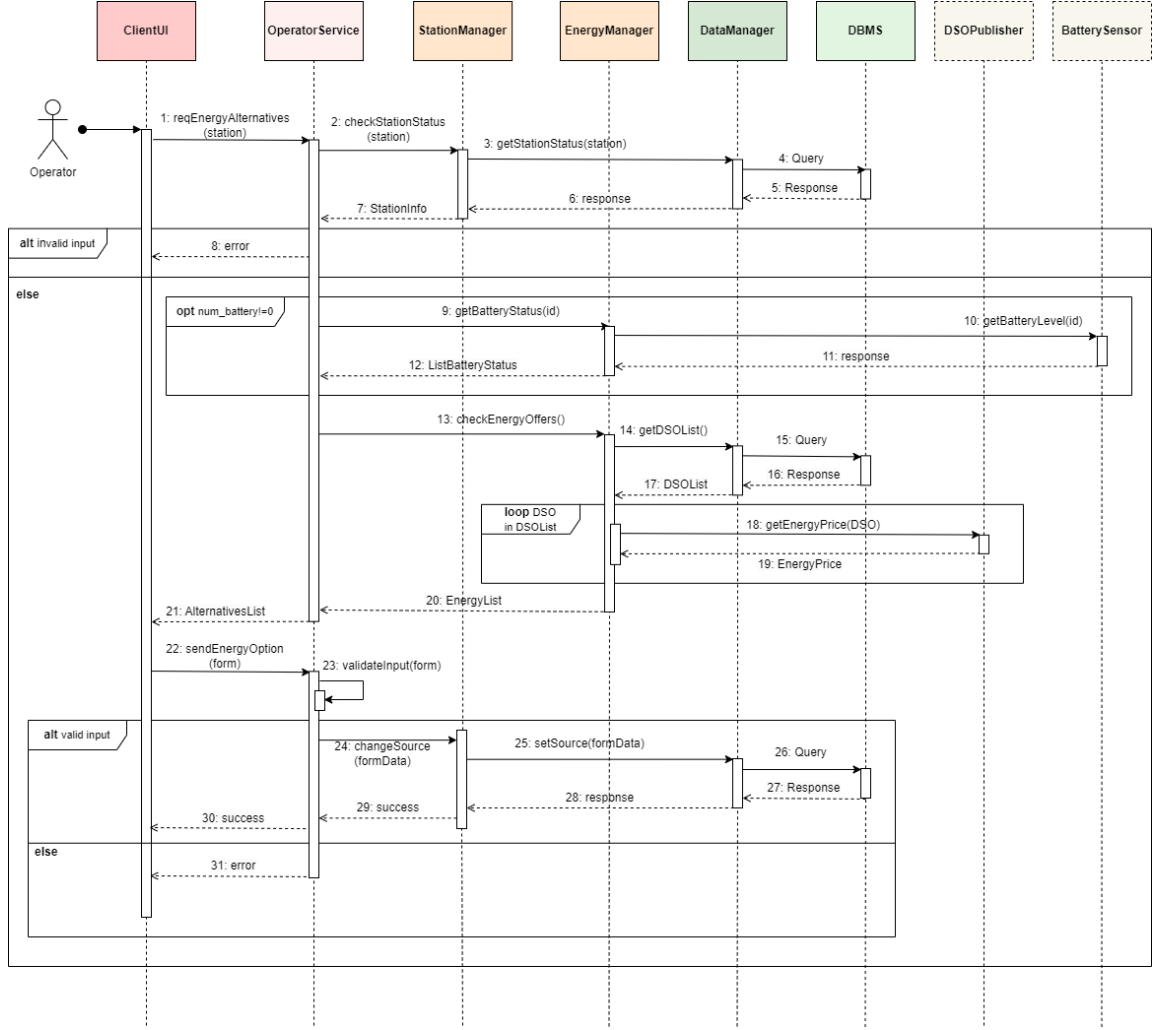 ClientUI
OperatorService
StationManager
EnergyManager
DataManager
DBMS
DSOPublisher
BatterySensor
Operator
1: reqEnergyAlternatives
(station)
2: checkStationStatus
(station)
3: getStationStatus(station)
4: Query
5: Response
6: response
7: StationInfo
alt invalid input
8: error
else
opt num_battery!=0
9: getBatteryStatus(id)
10: getBatteryLevel(id)
11: response
12: ListBatteryStatus
13: checkEnergyOffers()
14: getDSOList()
15: Query
16: Response
17: DSOList
loop DSO
in DSOList
18: getEnergyPrice(DSO)
19: EnergyPrice
20: EnergyList
21: AlternativesList
22: sendEnergyOption
(form)
23: validateInput(form)
alt valid input
24: changeSource
(formData)
25: setSource(formData)
26: Query
27: Response
28: response
29: success
30: success
else
31: error